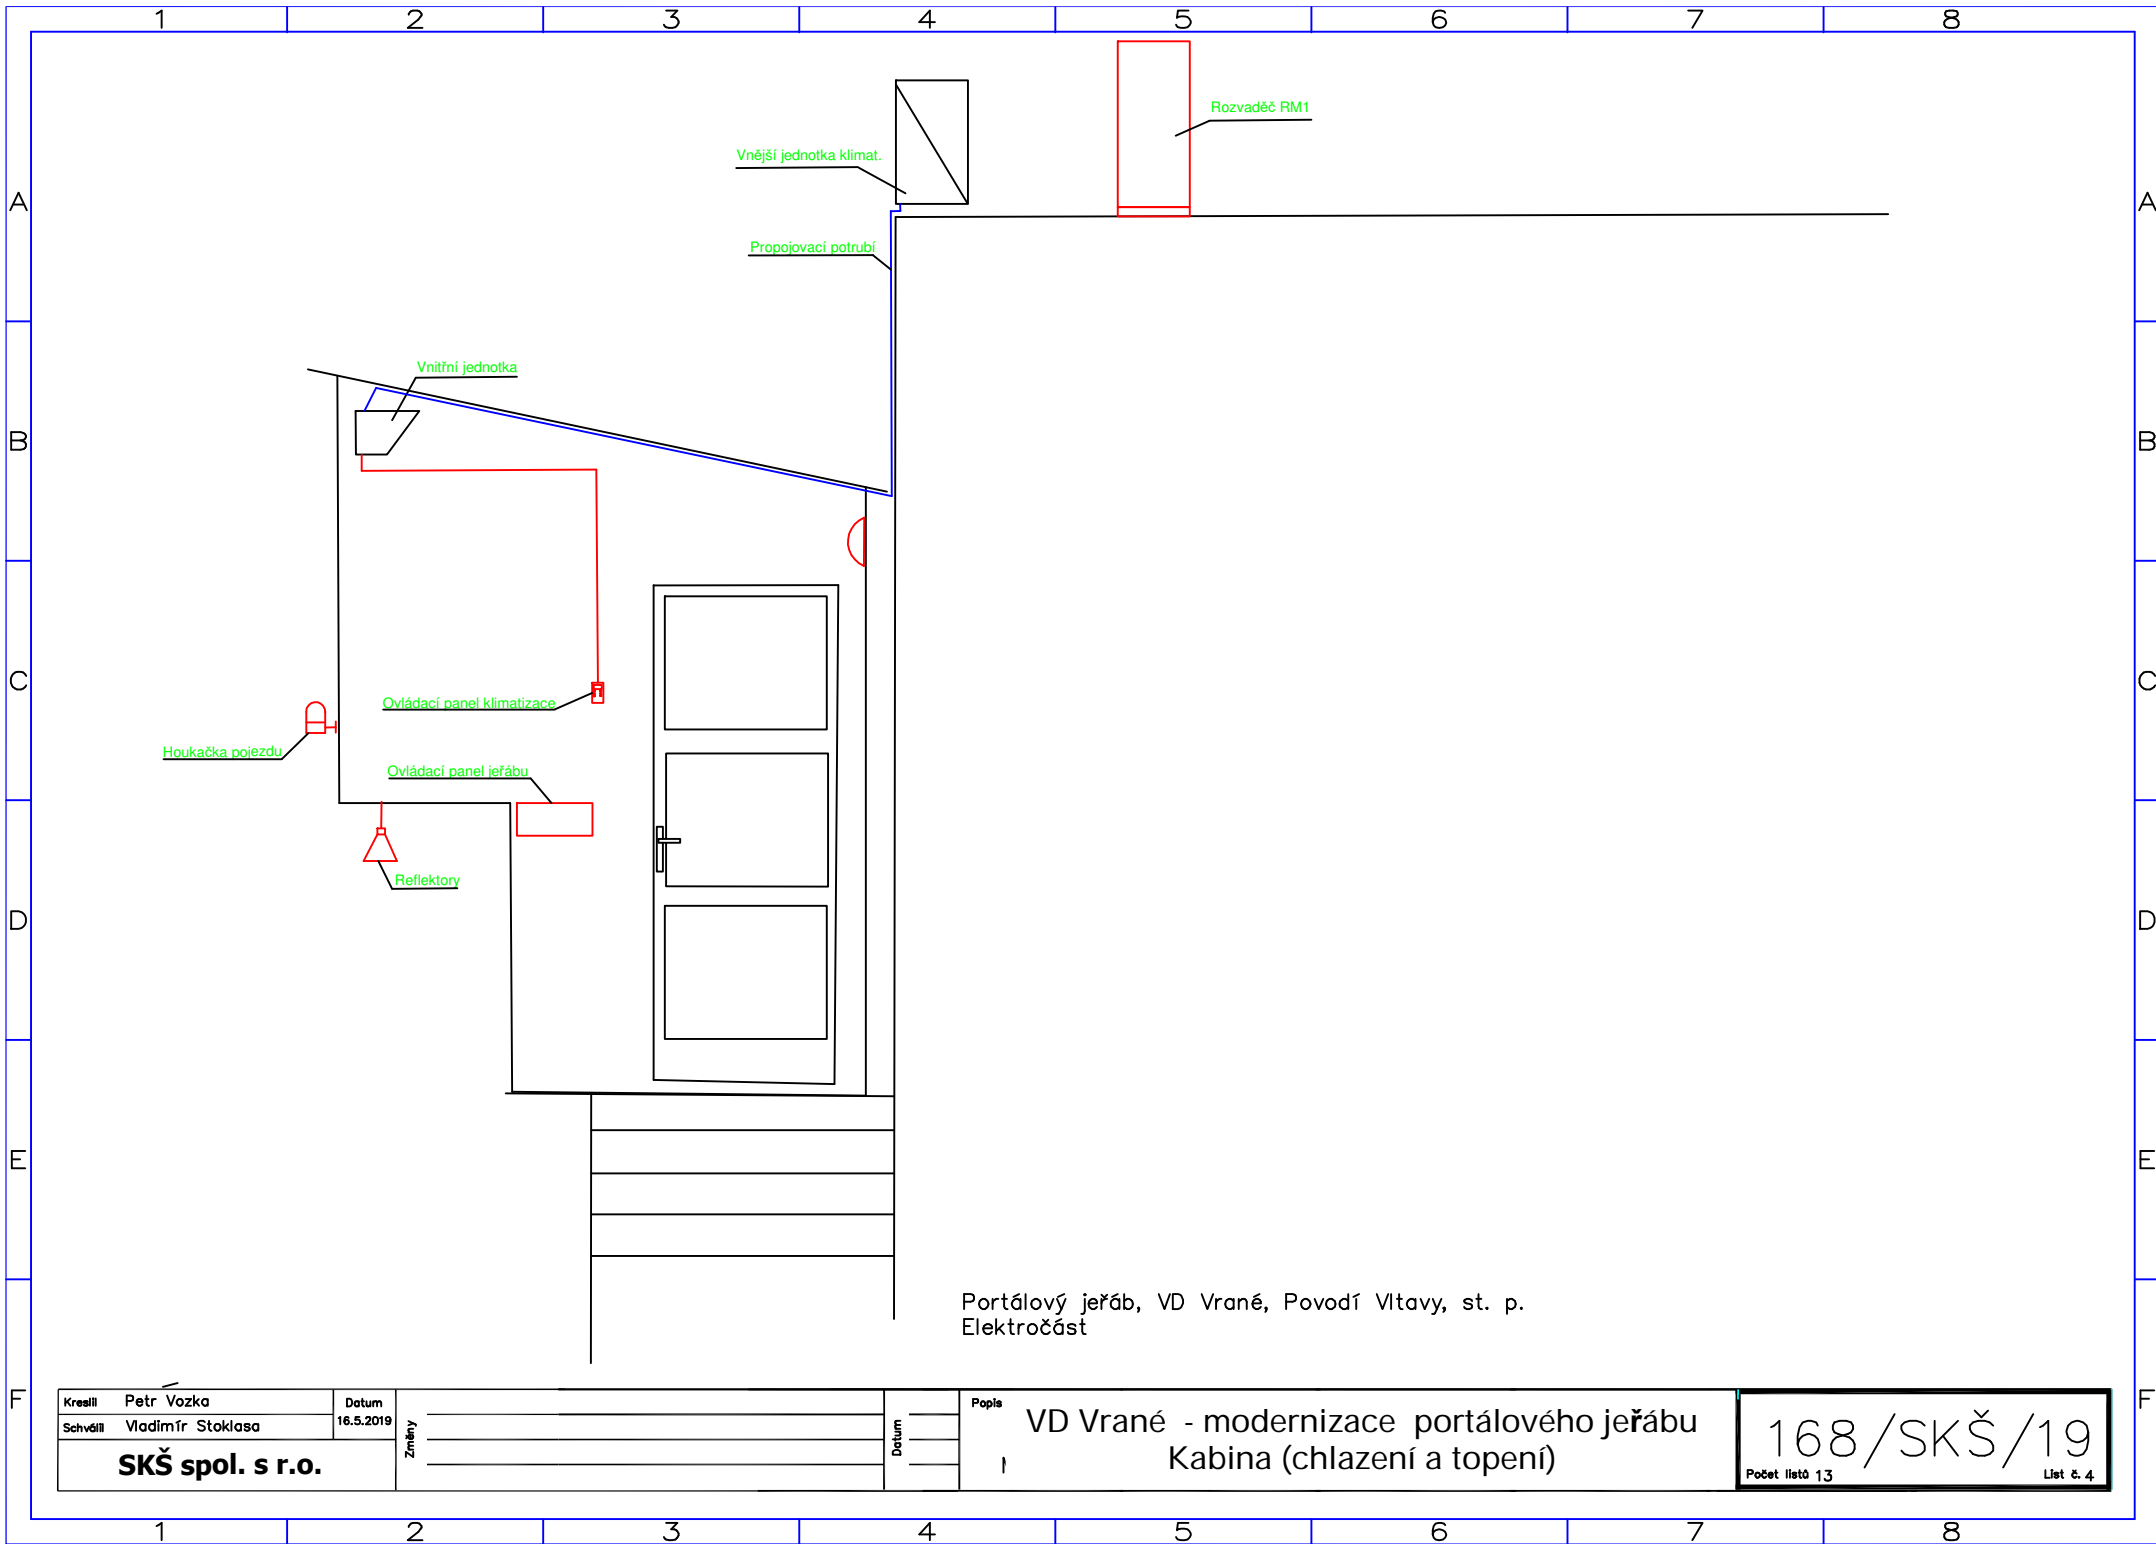 1 2 3 4 5 6 7 8
Rozvaděč RM1
Vnější jednotka klimat.
A A
Propojovací potrubí
Vnitřní jednotka
B B
C C
Ovládací panel klimatizace
Houkačka pojezdu
Ovládací panel jeřábu
Reflektory
D D
E E
Portálový jeřáb, VD Vrané, Povodí Vltavy, st. p.
Elektročást
F F
Kreslil Petr Vozka Datum
Schválil Vladimír Stoklasa 16.5.2019
SKŠ spol. s r.o.
Změny
Datum
Popis
VD Vrané - modernizace portálového jeřábu
Kabina (chlazení a topení)
168/SKŠ/19
Počet listů 13 List č. 4
1 2 3 4 5 6 7 8